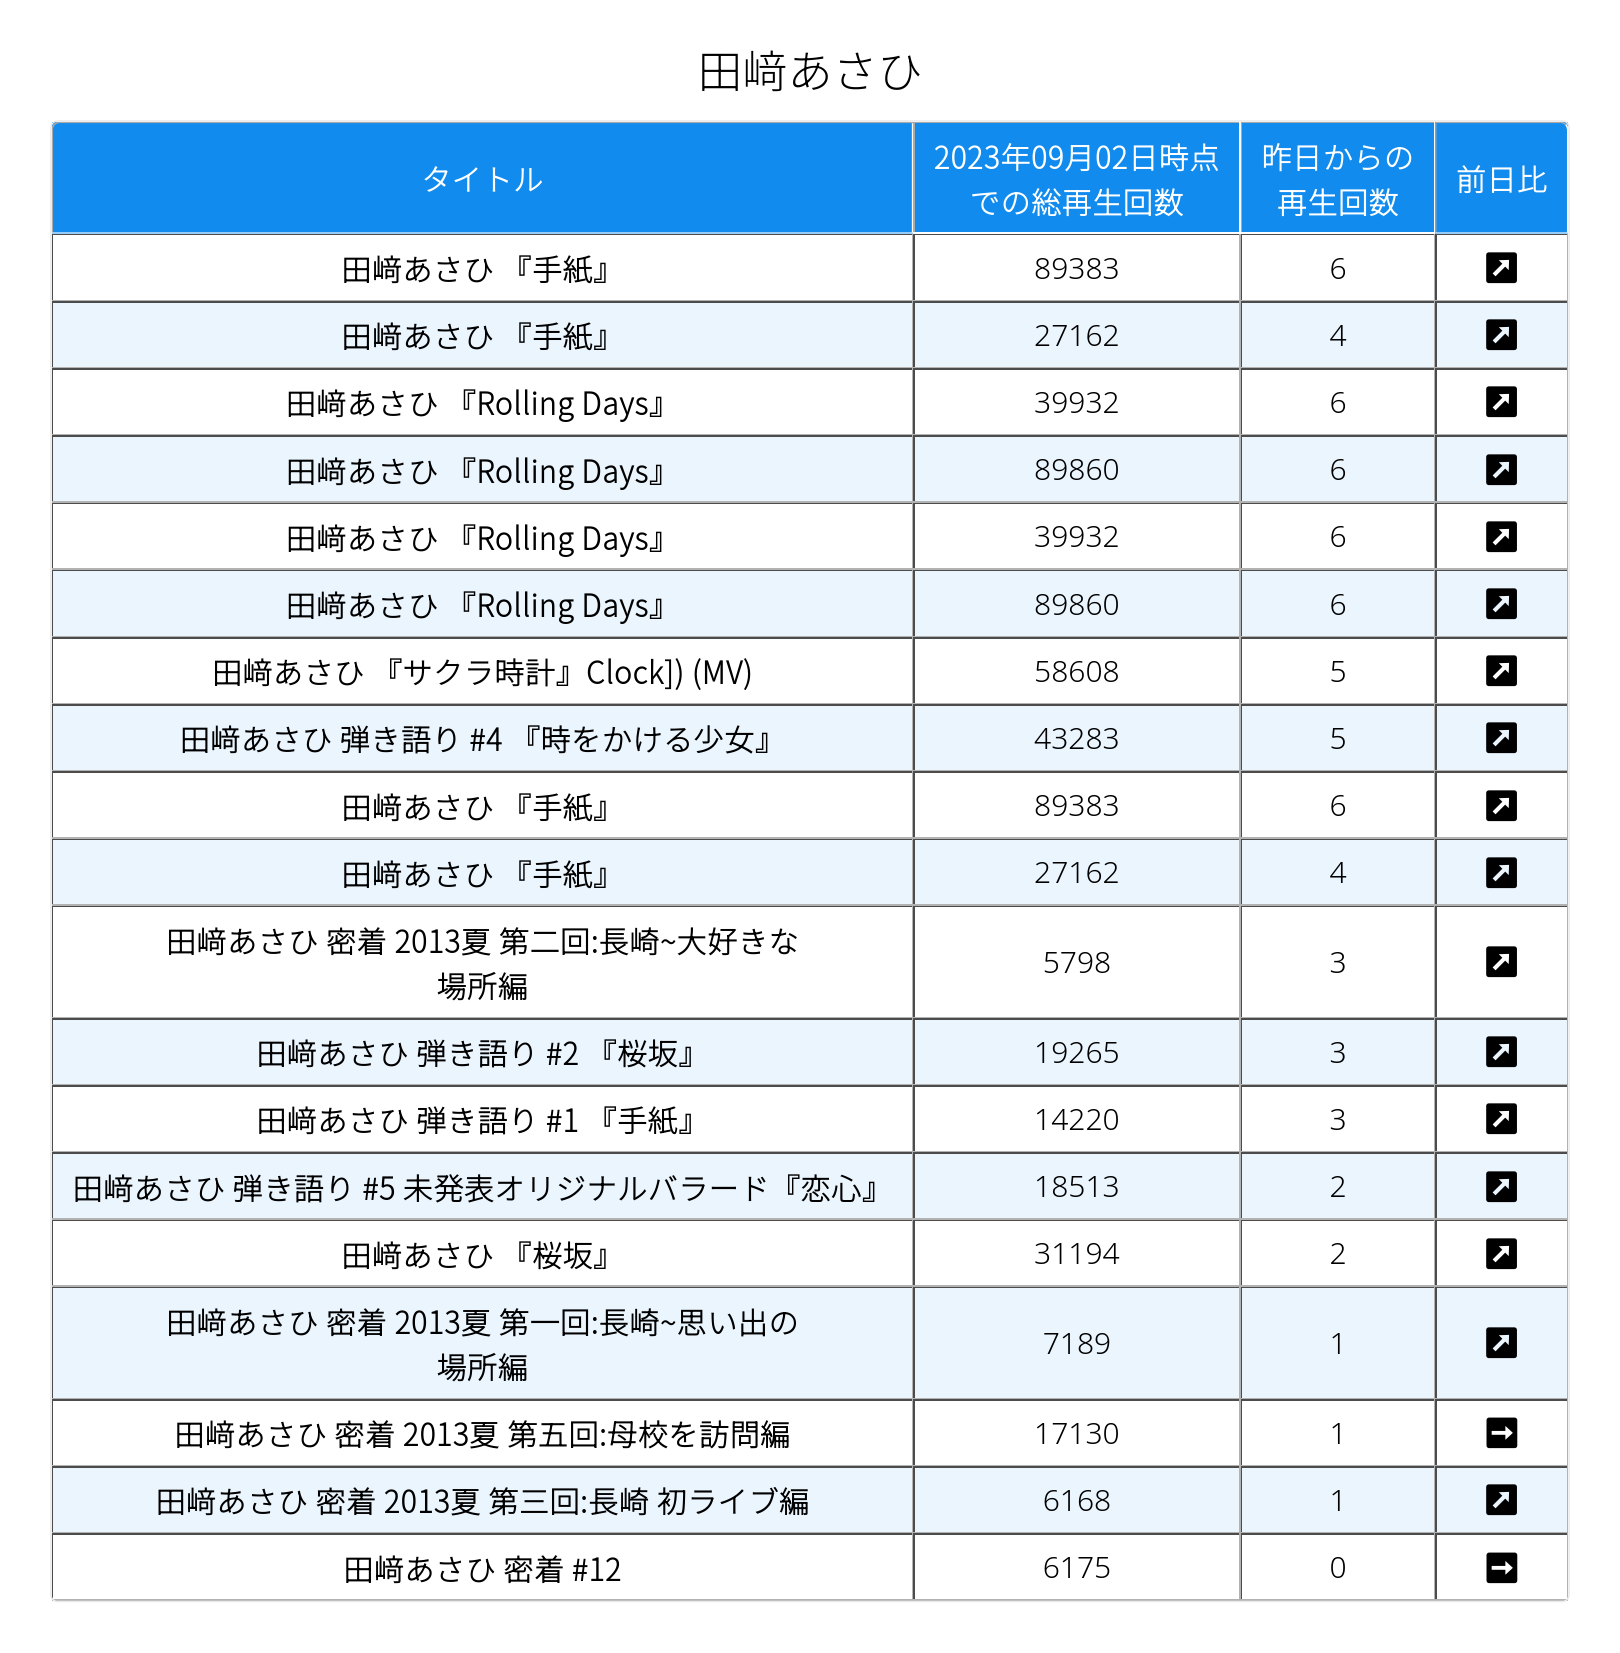 田﨑あさひ
タイトル
2023年09月02日時点
での総再生回数
昨日からの
再生回数
前日比
田﨑あさひ 『手紙』 89383 6
田﨑あさひ 『手紙』 27162 4
田﨑あさひ 『Rolling Days』 39932 6
田﨑あさひ 『Rolling Days』 89860 6
田﨑あさひ 『Rolling Days』 39932 6
田﨑あさひ 『Rolling Days』 89860 6
田﨑あさひ 『サクラ時計』Clock]) (MV) 58608 5
田﨑あさひ 弾き語り #4 『時をかける少女』 43283 5
田﨑あさひ 『手紙』 89383 6
田﨑あさひ 『手紙』 27162 4
田﨑あさひ 密着 2013夏 第二回:長崎~大好きな
場所編 5798 3
田﨑あさひ 弾き語り #2 『桜坂』 19265 3
田﨑あさひ 弾き語り #1 『手紙』 14220 3
田﨑あさひ 弾き語り #5 未発表オリジナルバラード『恋心』 18513 2
田﨑あさひ 『桜坂』 31194 2
田﨑あさひ 密着 2013夏 第一回:長崎~思い出の
場所編 7189 1
田﨑あさひ 密着 2013夏 第五回:母校を訪問編 17130 1
田﨑あさひ 密着 2013夏 第三回:長崎 初ライブ編 6168 1
田﨑あさひ 密着 #12 6175 0